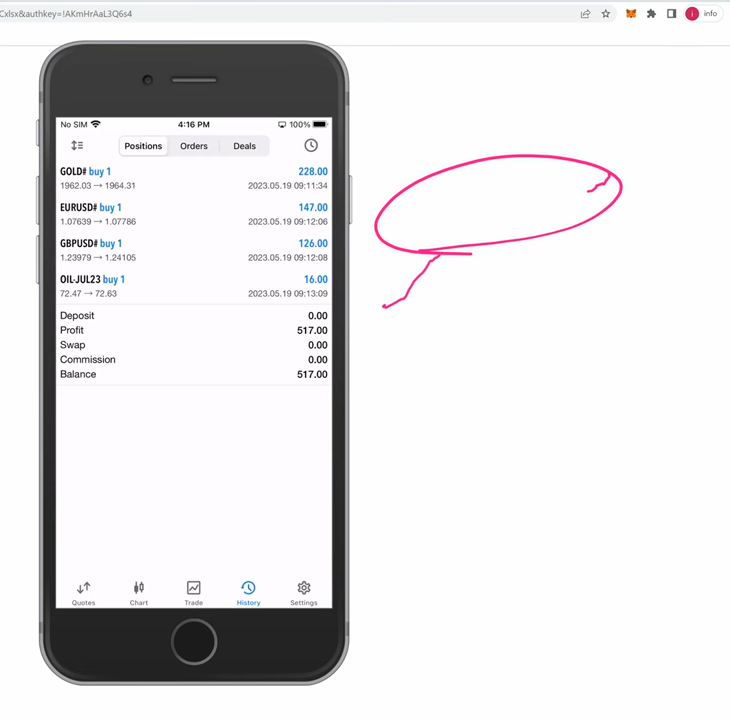 Cxlsx&authkey=!AKmHrAaL3Q6s4
i info
No SIM 4:16 PM 100%
Positions Orders Deals
GOLD# buy 1 228.00
1962.03 → 1964.31 2023.05.19 09:11:34
EURUSD# buy 1 147.00
1.07639 → 1.07786 2023.05.19 09:12:06
GBPUSD# buy 1 126.00
1.23979 → 1.24105 2023.05.19 09:12:08
OIL-JUL23 buy 1 16.00
72.47 → 72.63 2023.05.19 09:13:09
Deposit 0.00
Profit 517.00
Swap 0.00
Commission 0.00
Balance 517.00
Quotes Chart Trade History Settings